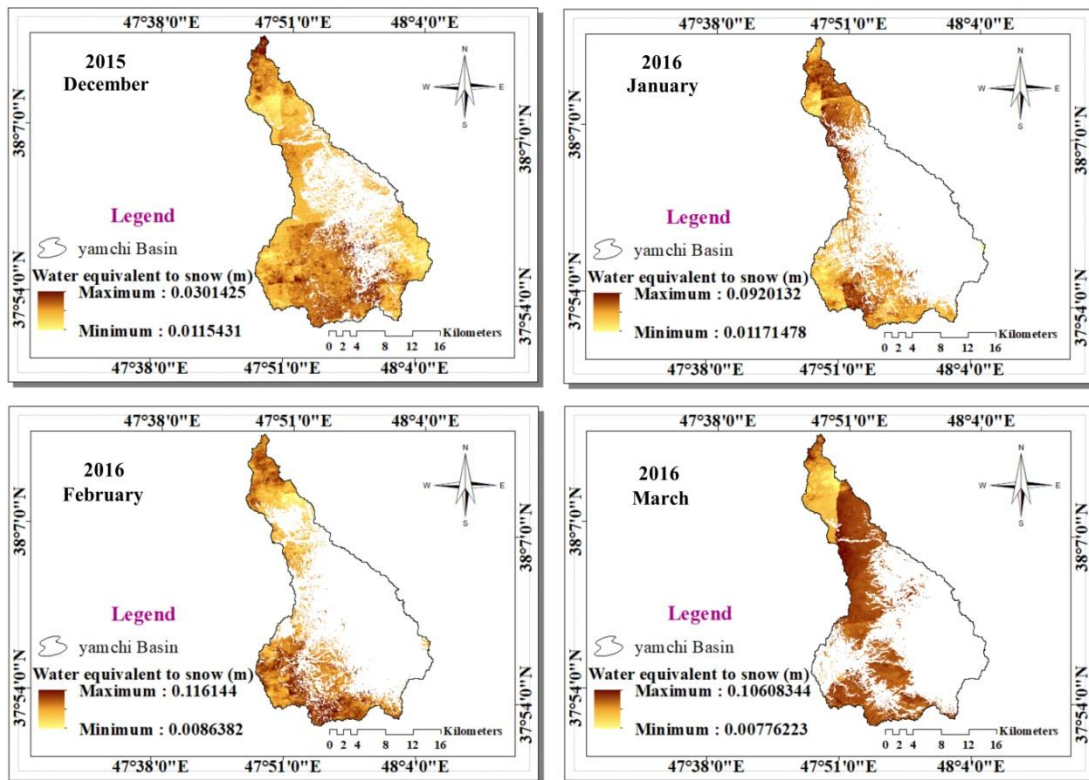 47°38'0"E 47°51'0"E 48°4'0"E
2015
December
N
W E
S
38°7'0"N 38°7'0"N
Legend
yamchi Basin
Water equivalent to snow (m)
Maximum : 0.0301425
Minimum : 0.0115431
37°54'0"N 37°54'0"N
Kilometers
0 2 4 8 12 16
47°38'0"E 47°51'0"E 48°4'0"E
47°38'0"E 47°51'0"E 48°4'0"E
2016
January
N
W E
S
38°7'0"N 38°7'0"N
Legend
yamchi Basin
Water equivalent to snow (m)
Maximum : 0.0920132
Minimum : 0.01171478
37°54'0"N 37°54'0"N
Kilometers
0 2 4 8 12 16
47°38'0"E 47°51'0"E 48°4'0"E
47°38'0"E 47°51'0"E 48°4'0"E
2016
February
N
W E
S
38°7'0"N 38°7'0"N
Legend
yamchi Basin
Water equivalent to snow (m)
Maximum : 0.116144
Minimum : 0.0086382
37°54'0"N 37°54'0"N
Kilometers
0 2 4 8 12 16
47°38'0"E 47°51'0"E 48°4'0"E
47°38'0"E 47°51'0"E 48°4'0"E
2016
March
N
W E
S
38°7'0"N 38°7'0"N
Legend
yamchi Basin
Water equivalent to snow (m)
Maximum : 0.10608344
Minimum : 0.00776223
37°54'0"N 37°54'0"N
Kilometers
0 2 4 8 12 16
47°38'0"E 47°51'0"E 48°4'0"E